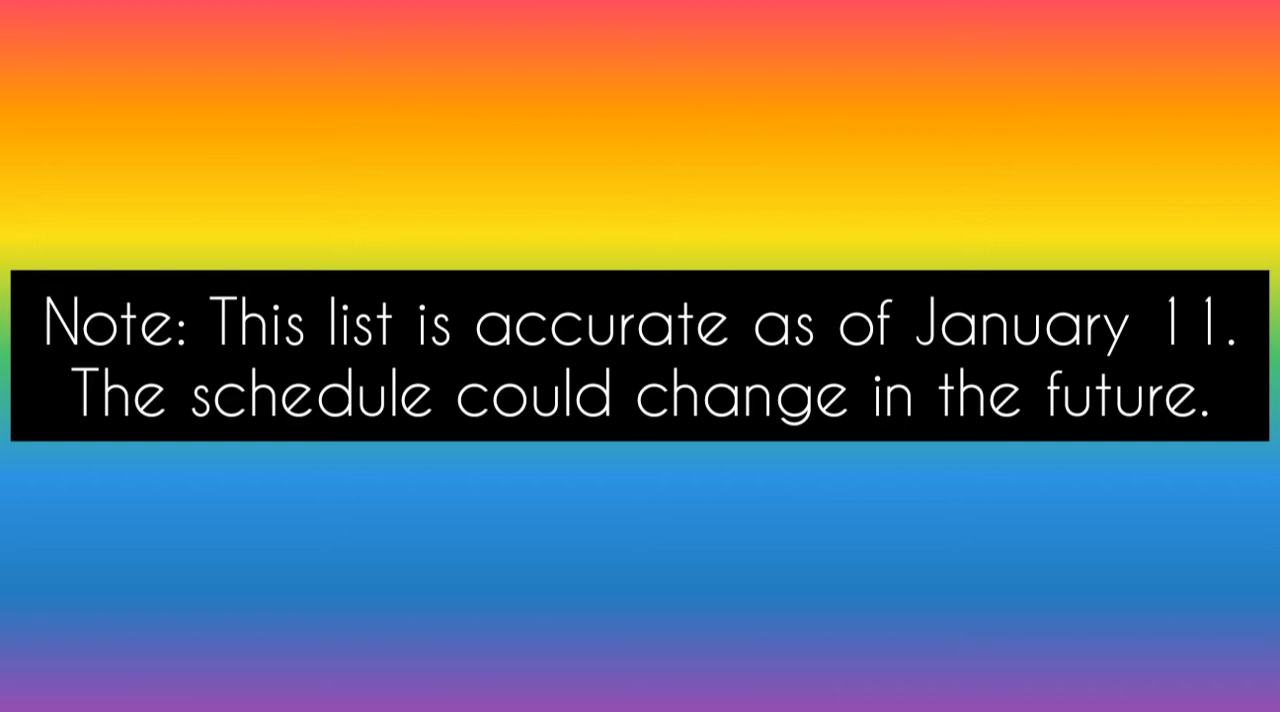 Note: This list is accurate as of January 11.
The schedule could change in the future.